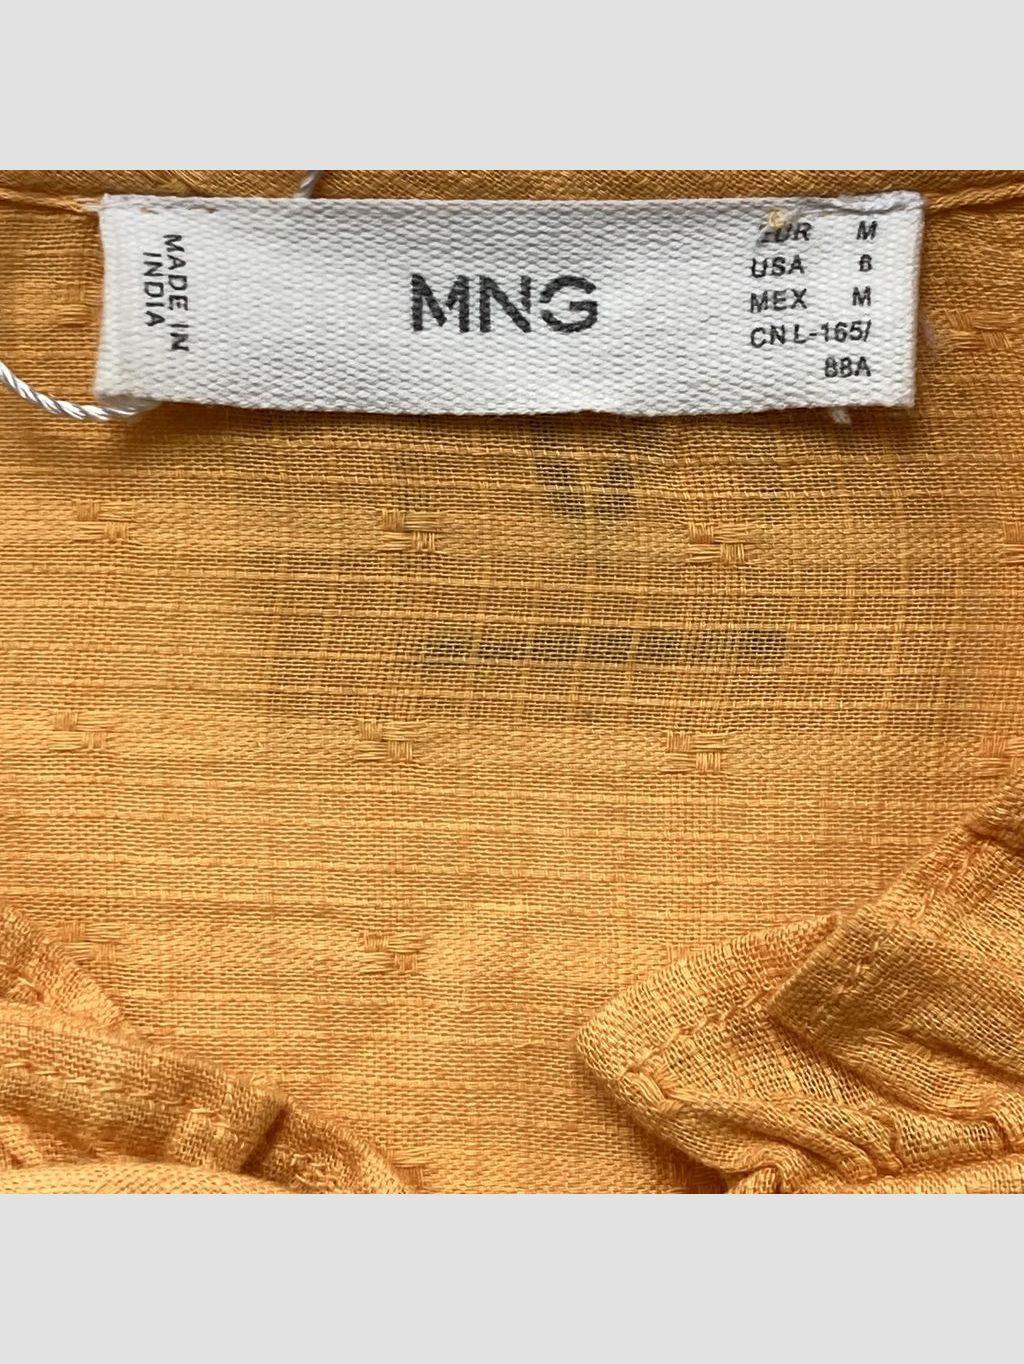 MADE IN
INDIA
MNG
EUR M
USA 6
MEX M
CN L-165/
88A